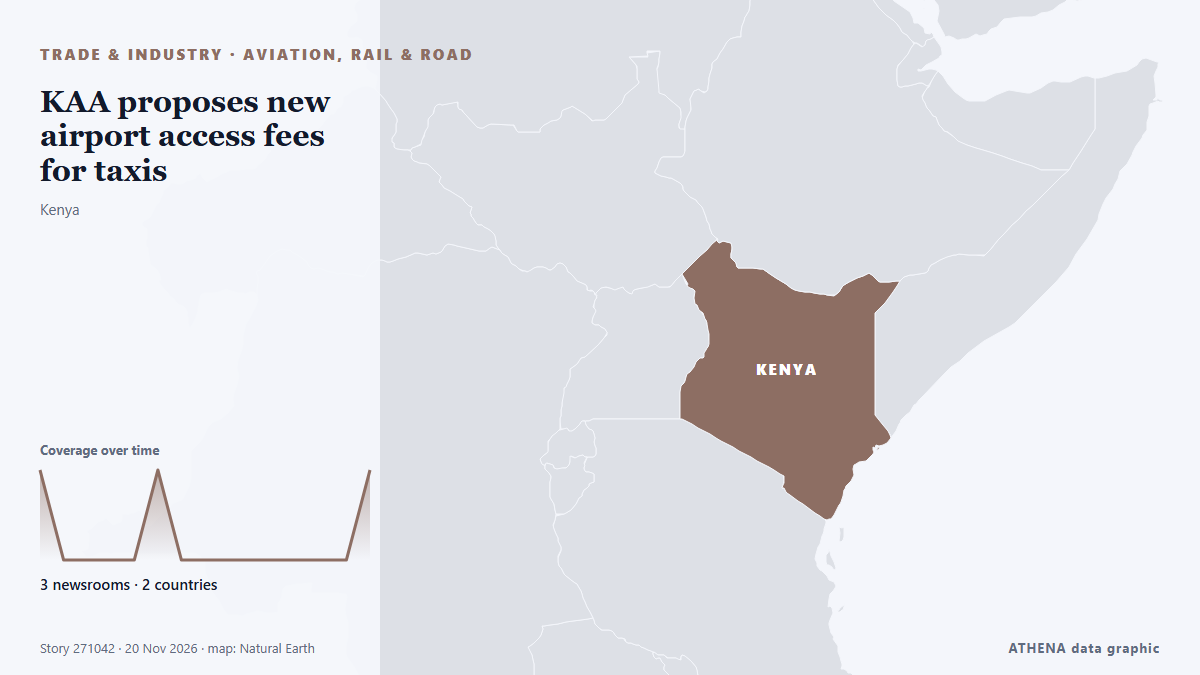 TRADE & INDUSTRY · AVIATION, RAIL & ROAD
KAA proposes new
airport access fees
for taxis
Kenya
KENYA
Coverage over time
3 newsrooms · 2 countries
Story 271042 · 20 Nov 2026 · map: Natural Earth
ATHENA data graphic